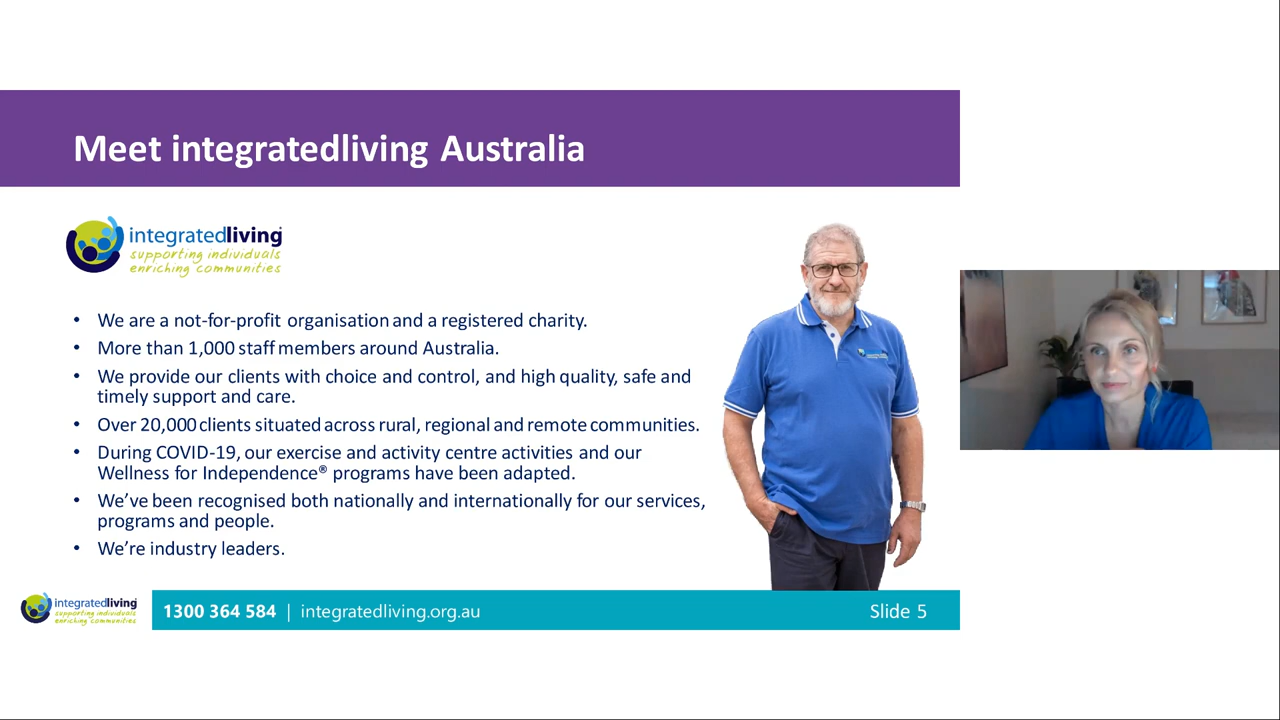 Meet integratedliving Australia
integratedliving
supporting individuals
enriching communities
• We are a not-for-profit organisation and a registered charity.
• More than 1,000 staff members around Australia.
• We provide our clients with choice and control, and high quality, safe and
timely support and care.
• Over 20,000 clients situated across rural, regional and remote communities.
• During COVID-19, our exercise and activity centre activities and our
Wellness for Independence® programs have been adapted.
• We’ve been recognised both nationally and internationally for our services,
programs and people.
• We’re industry leaders.
integratedliving
supporting individuals
enriching communities
1300 364 584 | integratedliving.org.au
Slide 5